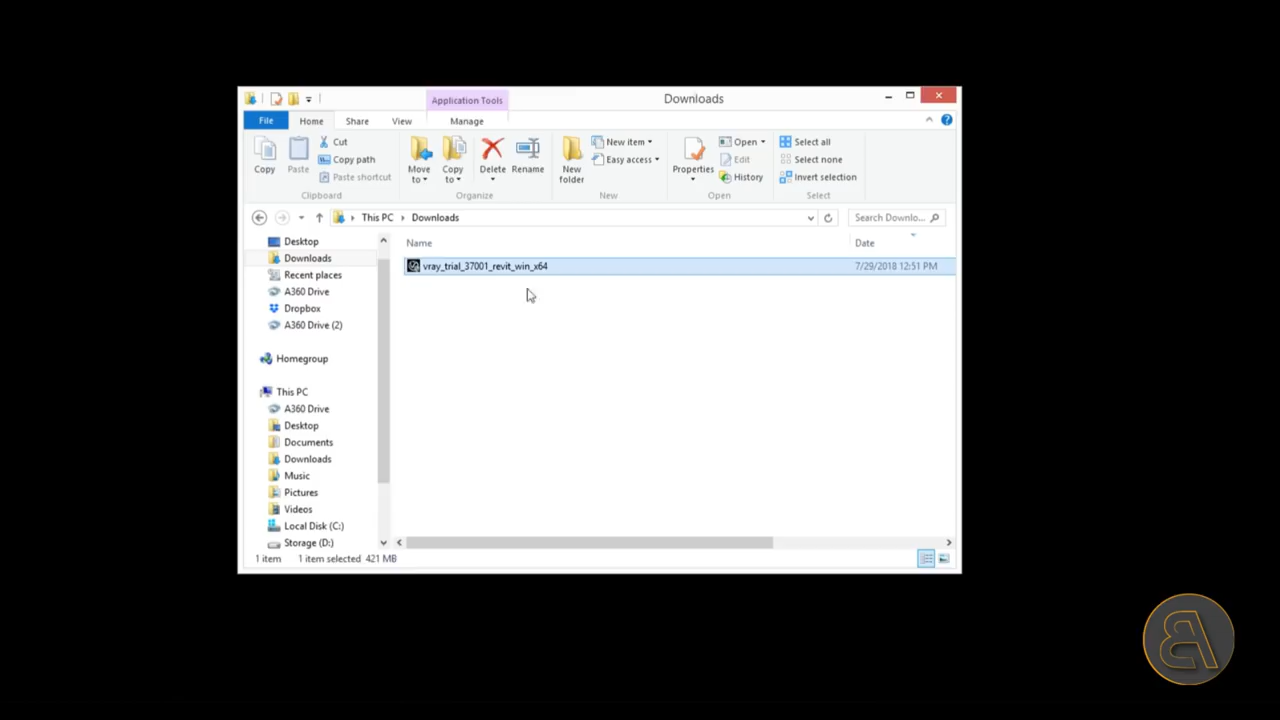 Application Tools
Downloads
File Home Share View Manage
Copy
Paste
Cut
Copy path
Paste shortcut
Clipboard
Move to
Copy to
Delete
Rename
Organize
New folder
New item
Easy access
New
Properties
Open
Edit
History
Open
Select all
Select none
Invert selection
Select
This PC Downloads
Search Downlo...
Desktop
Downloads
Recent places
A360 Drive
Dropbox
A360 Drive (2)
Homegroup
This PC
A360 Drive
Desktop
Documents
Downloads
Music
Pictures
Videos
Local Disk (C:)
Storage (D:)
Name Date
vray_trial_37001_revit_win_x64 7/29/2018 12:51 PM
1 item 1 item selected 421 MB